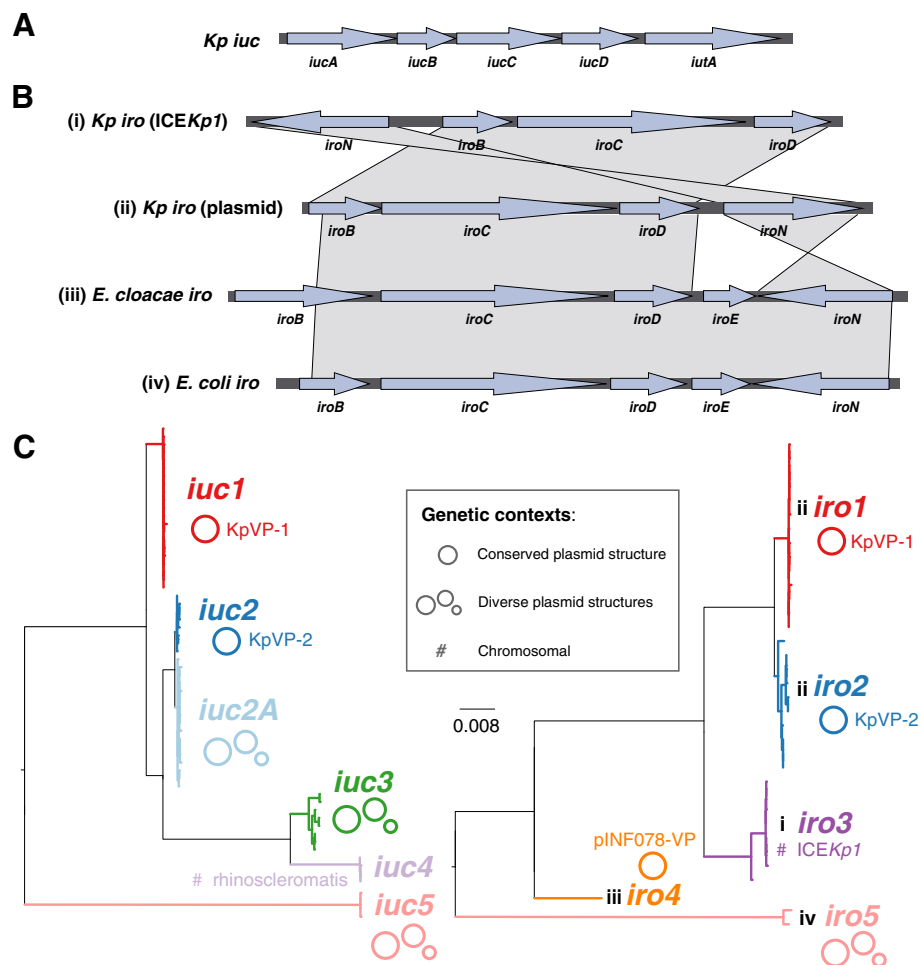 A
Kp iuc
iucA iucB iucC iucD iutA
B
(i) Kp iro (ICEKp1)
iroN iroB iroC iroD
(ii) Kp iro (plasmid)
iroB iroC iroD iroN
(iii) E. cloacae iro
iroB iroC iroD iroE iroN
(iv) E. coli iro
iroB iroC iroD iroE iroN
C
iuc1
KpVP-1
iuc2
KpVP-2
iuc2A
iuc3
# rhinoscleromatis
iuc4
iuc5
Genetic contexts:
Conserved plasmid structure
Diverse plasmid structures
# Chromosomal
0.008
ii iro1
KpVP-1
ii iro2
KpVP-2
i iro3
# ICEKp1
pINF078-VP
iii iro4
iv iro5